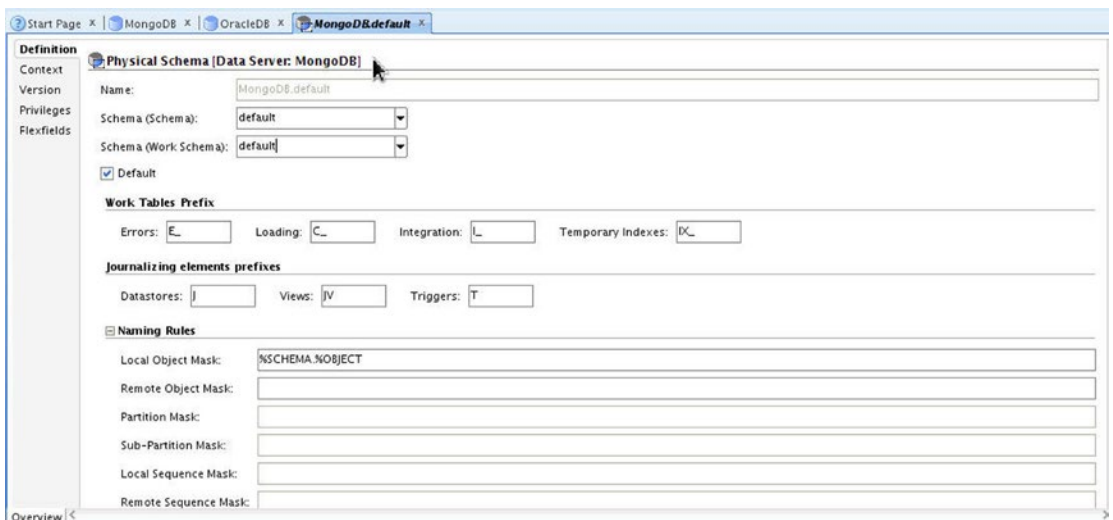 Start Page MongoDB OracleDB MongoDB.default
Definition
Context
Version
Privileges
Flexfields
Physical Schema [Data Server: MongoDB]
Name: MongoDB.default
Schema (Schema): default
Schema (Work Schema): default
Default
Work Tables Prefix
Errors: E_ Loading: C_ Integration: I_ Temporary Indexes: IX_
Journalizing elements prefixes
Datastores: J Views: JV Triggers: T
Naming Rules
Local Object Mask: %SCHEMA.%OBJECT
Remote Object Mask:
Partition Mask:
Sub-Partition Mask:
Local Sequence Mask:
Remote Sequence Mask:
Overview